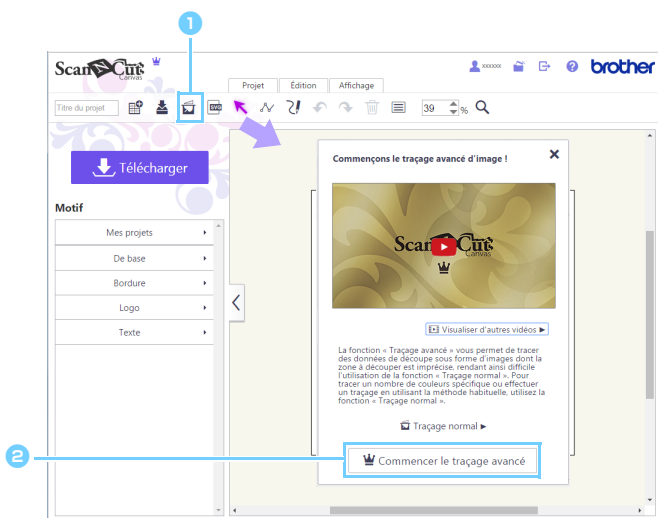 1
ScanNCut
Canvas
xxxxxx
brother
Projet Édition Affichage
Titre du projet
SVG
39 %
Télécharger
Motif
Mes projets
De base
Bordure
Logo
Texte
Commençons le traçage avancé d'image !
ScanNCut
Canvas
Visualiser d'autres vidéos
La fonction « Traçage avancé » vous permet de tracer
des données de découpe sous forme d'images dont la
zone à découper est imprécise, rendant ainsi difficile
l'utilisation de la fonction « Traçage normal ». Pour
tracer un nombre de couleurs spécifique ou effectuer
un traçage en utilisant la méthode habituelle, utilisez la
fonction « Traçage normal ».
Traçage normal
2
Commencer le traçage avancé